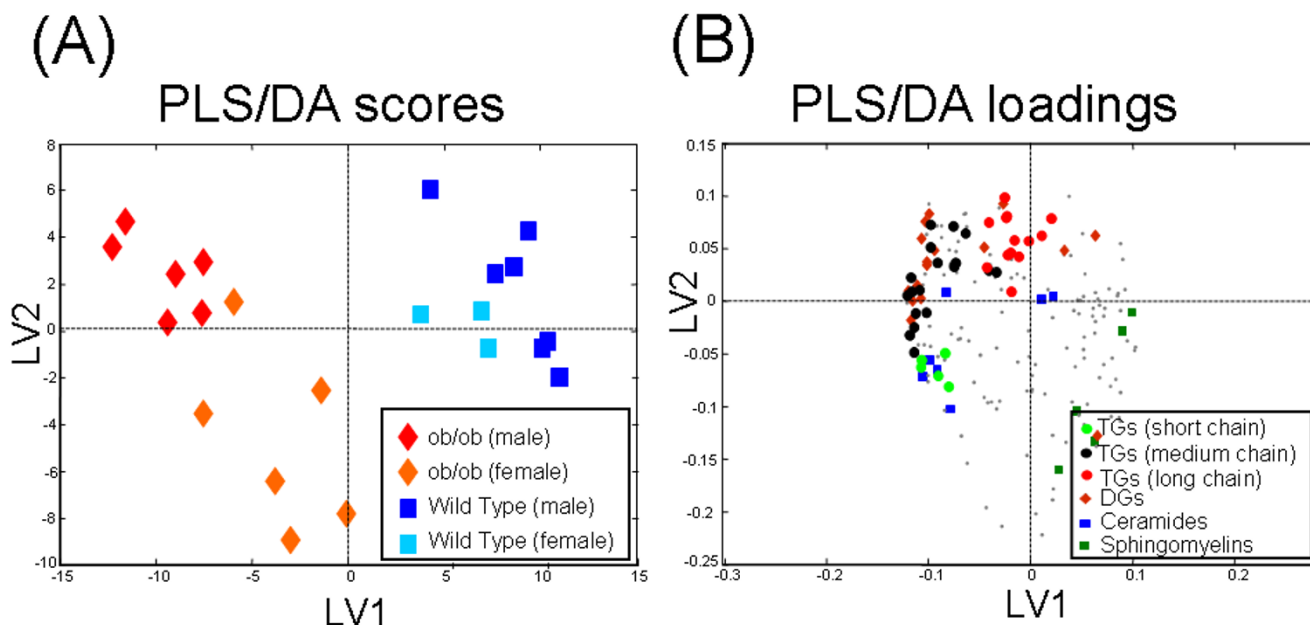 (A)
PLS/DA scores
8
6
4
2
0
-2
-4
-6
-8
-10
-15
-10
-5
0
5
10
15
LV2
LV1
ob/ob (male)
ob/ob (female)
Wild Type (male)
Wild Type (female)
(B)
PLS/DA loadings
0.15
0.1
0.05
0
-0.05
-0.1
-0.15
-0.2
-0.25
-0.3
-0.2
-0.1
0
0.1
0.2
LV2
LV1
TGs (short chain)
TGs (medium chain)
TGs (long chain)
DGs
Ceramides
Sphingomyelins